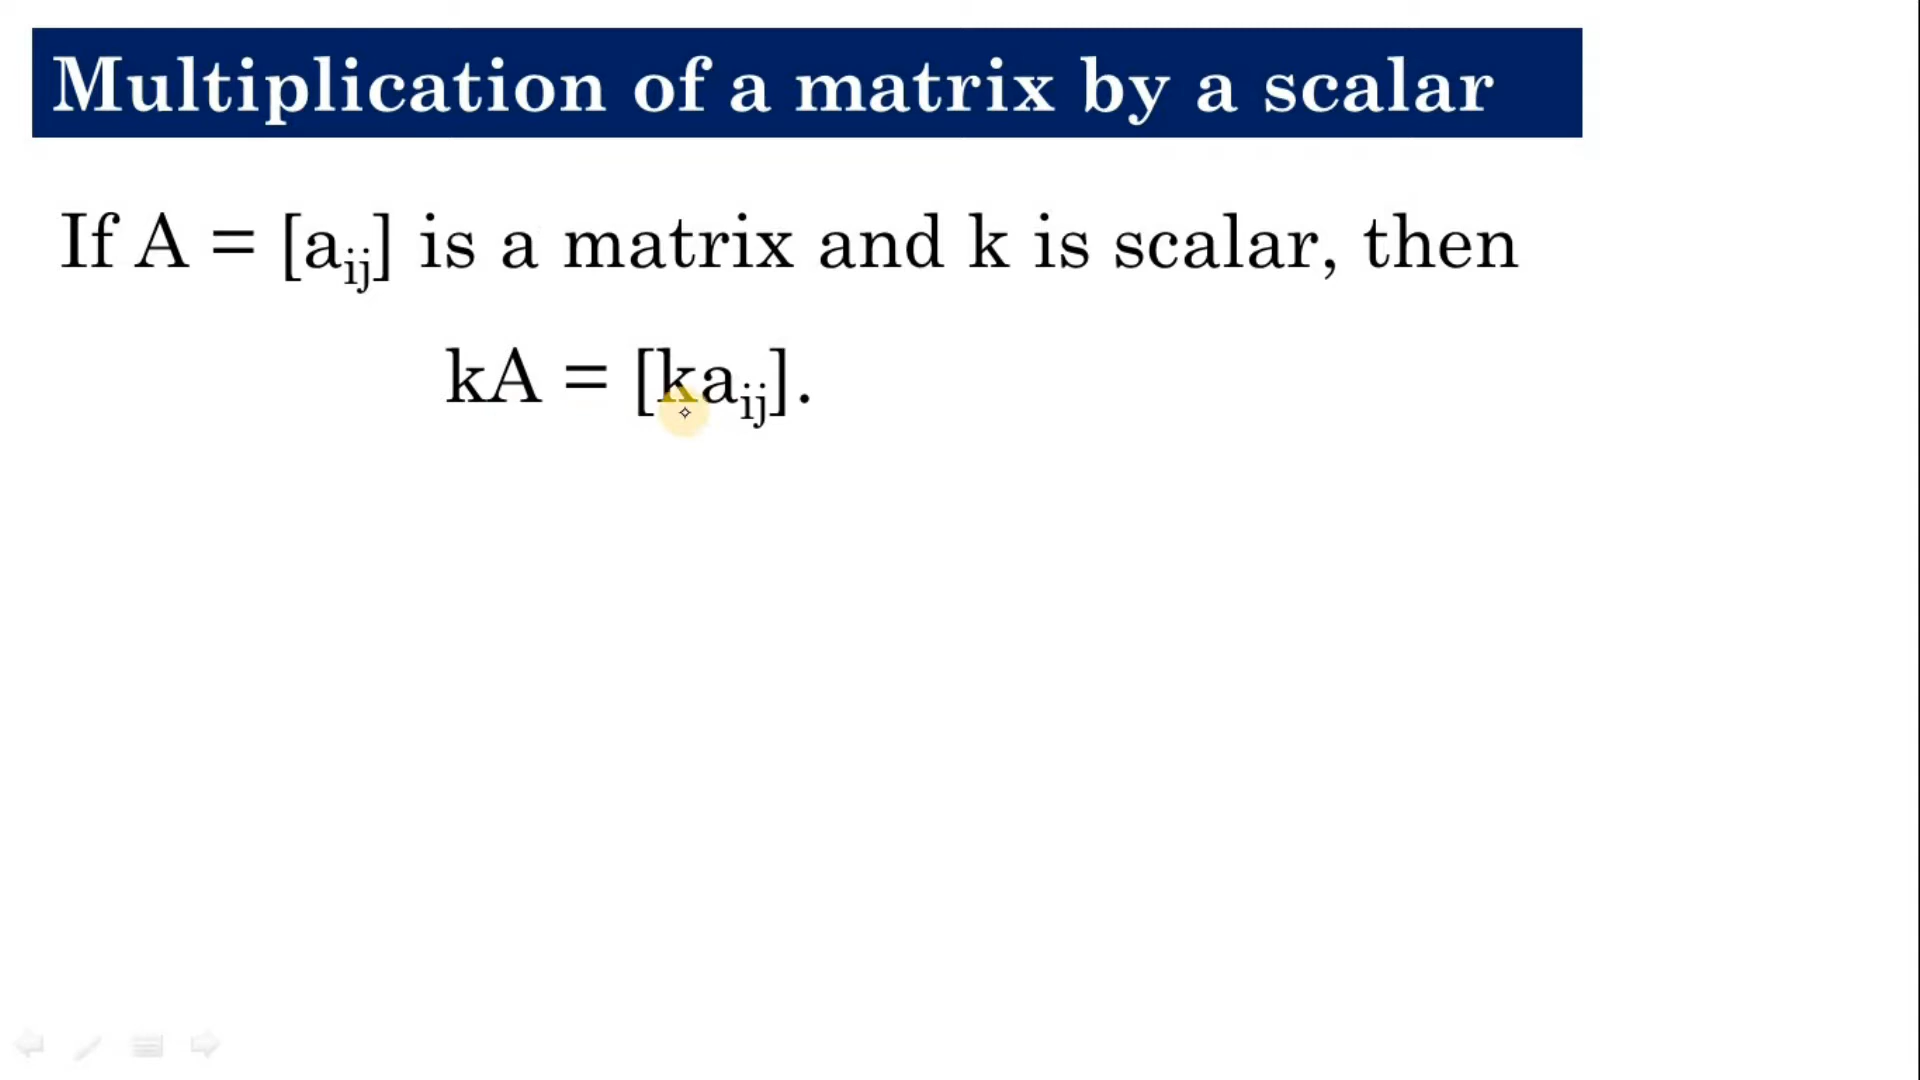 Multiplication of a matrix by a scalar
If A = [aᵢⱼ] is a matrix and k is scalar, then
kA = [kaᵢⱼ].